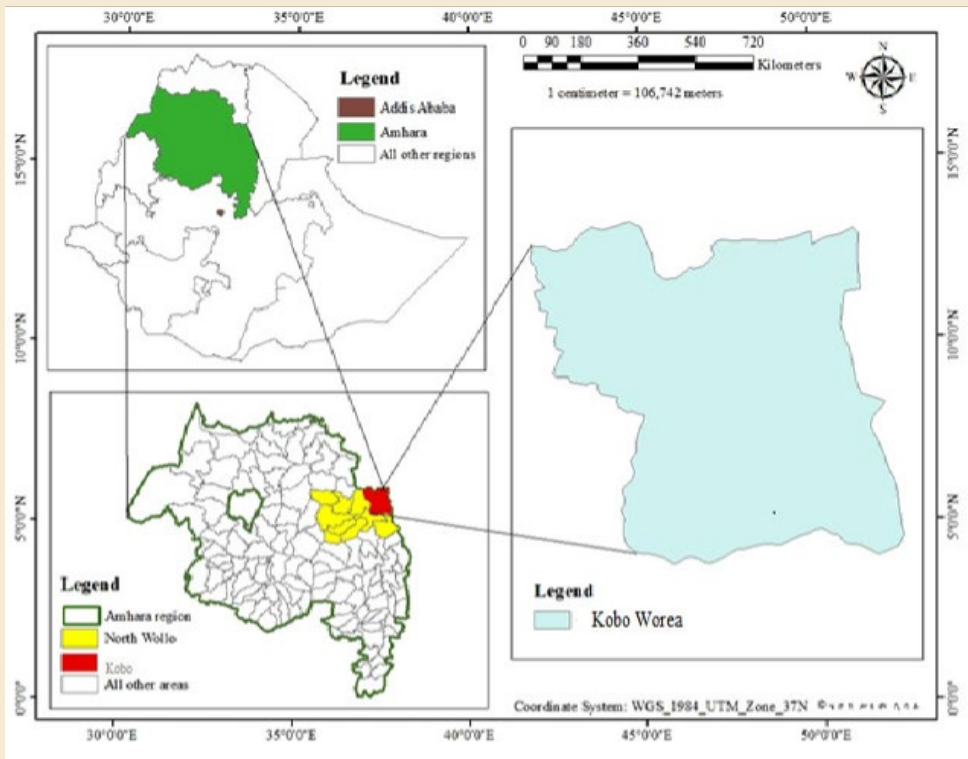 30°0'0"E 35°0'0"E 40°0'0"E 45°0'0"E 50°0'0"E
15°0'0"N
10°0'0"N
5°0'0"N
0°0'0"
Legend
Addis Ababa
Amhara
All other regions
0 90 180 360 540 720
Kilometers
1 centimeter = 106,742 meters
N
W E
S
15°0'0"N
10°0'0"N
5°0'0"N
0°0'0"
Legend
Amhara region
North Wollo
Kobo
All other areas
Legend
Kobo Worea
Coordinate System: WGS_1984_UTM_Zone_37N ©
30°0'0"E 35°0'0"E 40°0'0"E 45°0'0"E 50°0'0"E